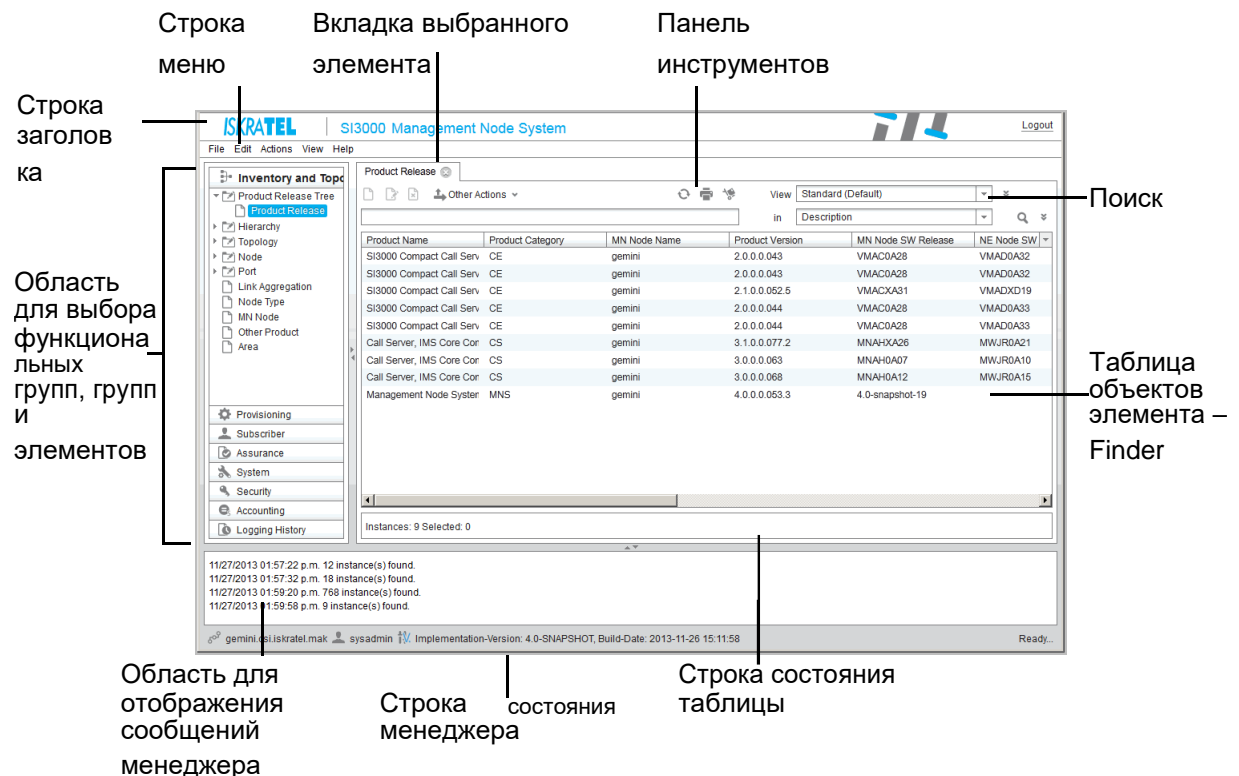 Строка
меню
Вкладка выбранного
элемента
Панель
инструментов
Строка
заголов
ка
ISKRATEL
SI3000 Management Node System
Logout
File Edit Actions View Help
Inventory and Topo
Product Release Tree
Product Release
Hierarchy
Topology
Node
Port
Link Aggregation
Node Type
MN Node
Other Product
Area
Provisioning
Subscriber
Assurance
System
Security
Accounting
Logging History
Product Release
Other Actions
View Standard (Default)
in Description
Product Name Product Category MN Node Name Product Version MN Node SW Release NE Node SW
SI3000 Compact Call Serv CE gemini 2.0.0.0.043 VMAC0A28 VMAD0A32
SI3000 Compact Call Serv CE gemini 2.0.0.0.043 VMAC0A28 VMAD0A32
SI3000 Compact Call Serv CE gemini 2.1.0.0.052.5 VMACXA31 VMADXD19
SI3000 Compact Call Serv CE gemini 2.0.0.0.044 VMAC0A28 VMAD0A33
SI3000 Compact Call Serv CE gemini 2.0.0.0.044 VMAC0A28 VMAD0A33
Call Server, IMS Core Con CS gemini 3.1.0.0.077.2 MNAHXA26 MWJR0A21
Call Server, IMS Core Con CS gemini 3.0.0.0.063 MNAH0A07 MWJR0A10
Call Server, IMS Core Con CS gemini 3.0.0.0.068 MNAH0A12 MWJR0A15
Management Node System MNS gemini 4.0.0.0.053.3 4.0-snapshot-19
Instances: 9 Selected: 0
Поиск
Область
для выбора
функциона
льных
групп, групп
и
элементов
Таблица
объектов
элемента –
Finder
11/27/2013 01:57:22 p.m. 12 instance(s) found.
11/27/2013 01:57:32 p.m. 18 instance(s) found.
11/27/2013 01:59:20 p.m. 768 instance(s) found.
11/27/2013 01:59:58 p.m. 9 instance(s) found.
gemini.csi.iskratel.mak sysadmin Implementation-Version: 4.0-SNAPSHOT, Build-Date: 2013-11-26 15:11:58 Ready...
Область для
отображения
сообщений
менеджера
Строка состояния
менеджера
Строка состояния
таблицы